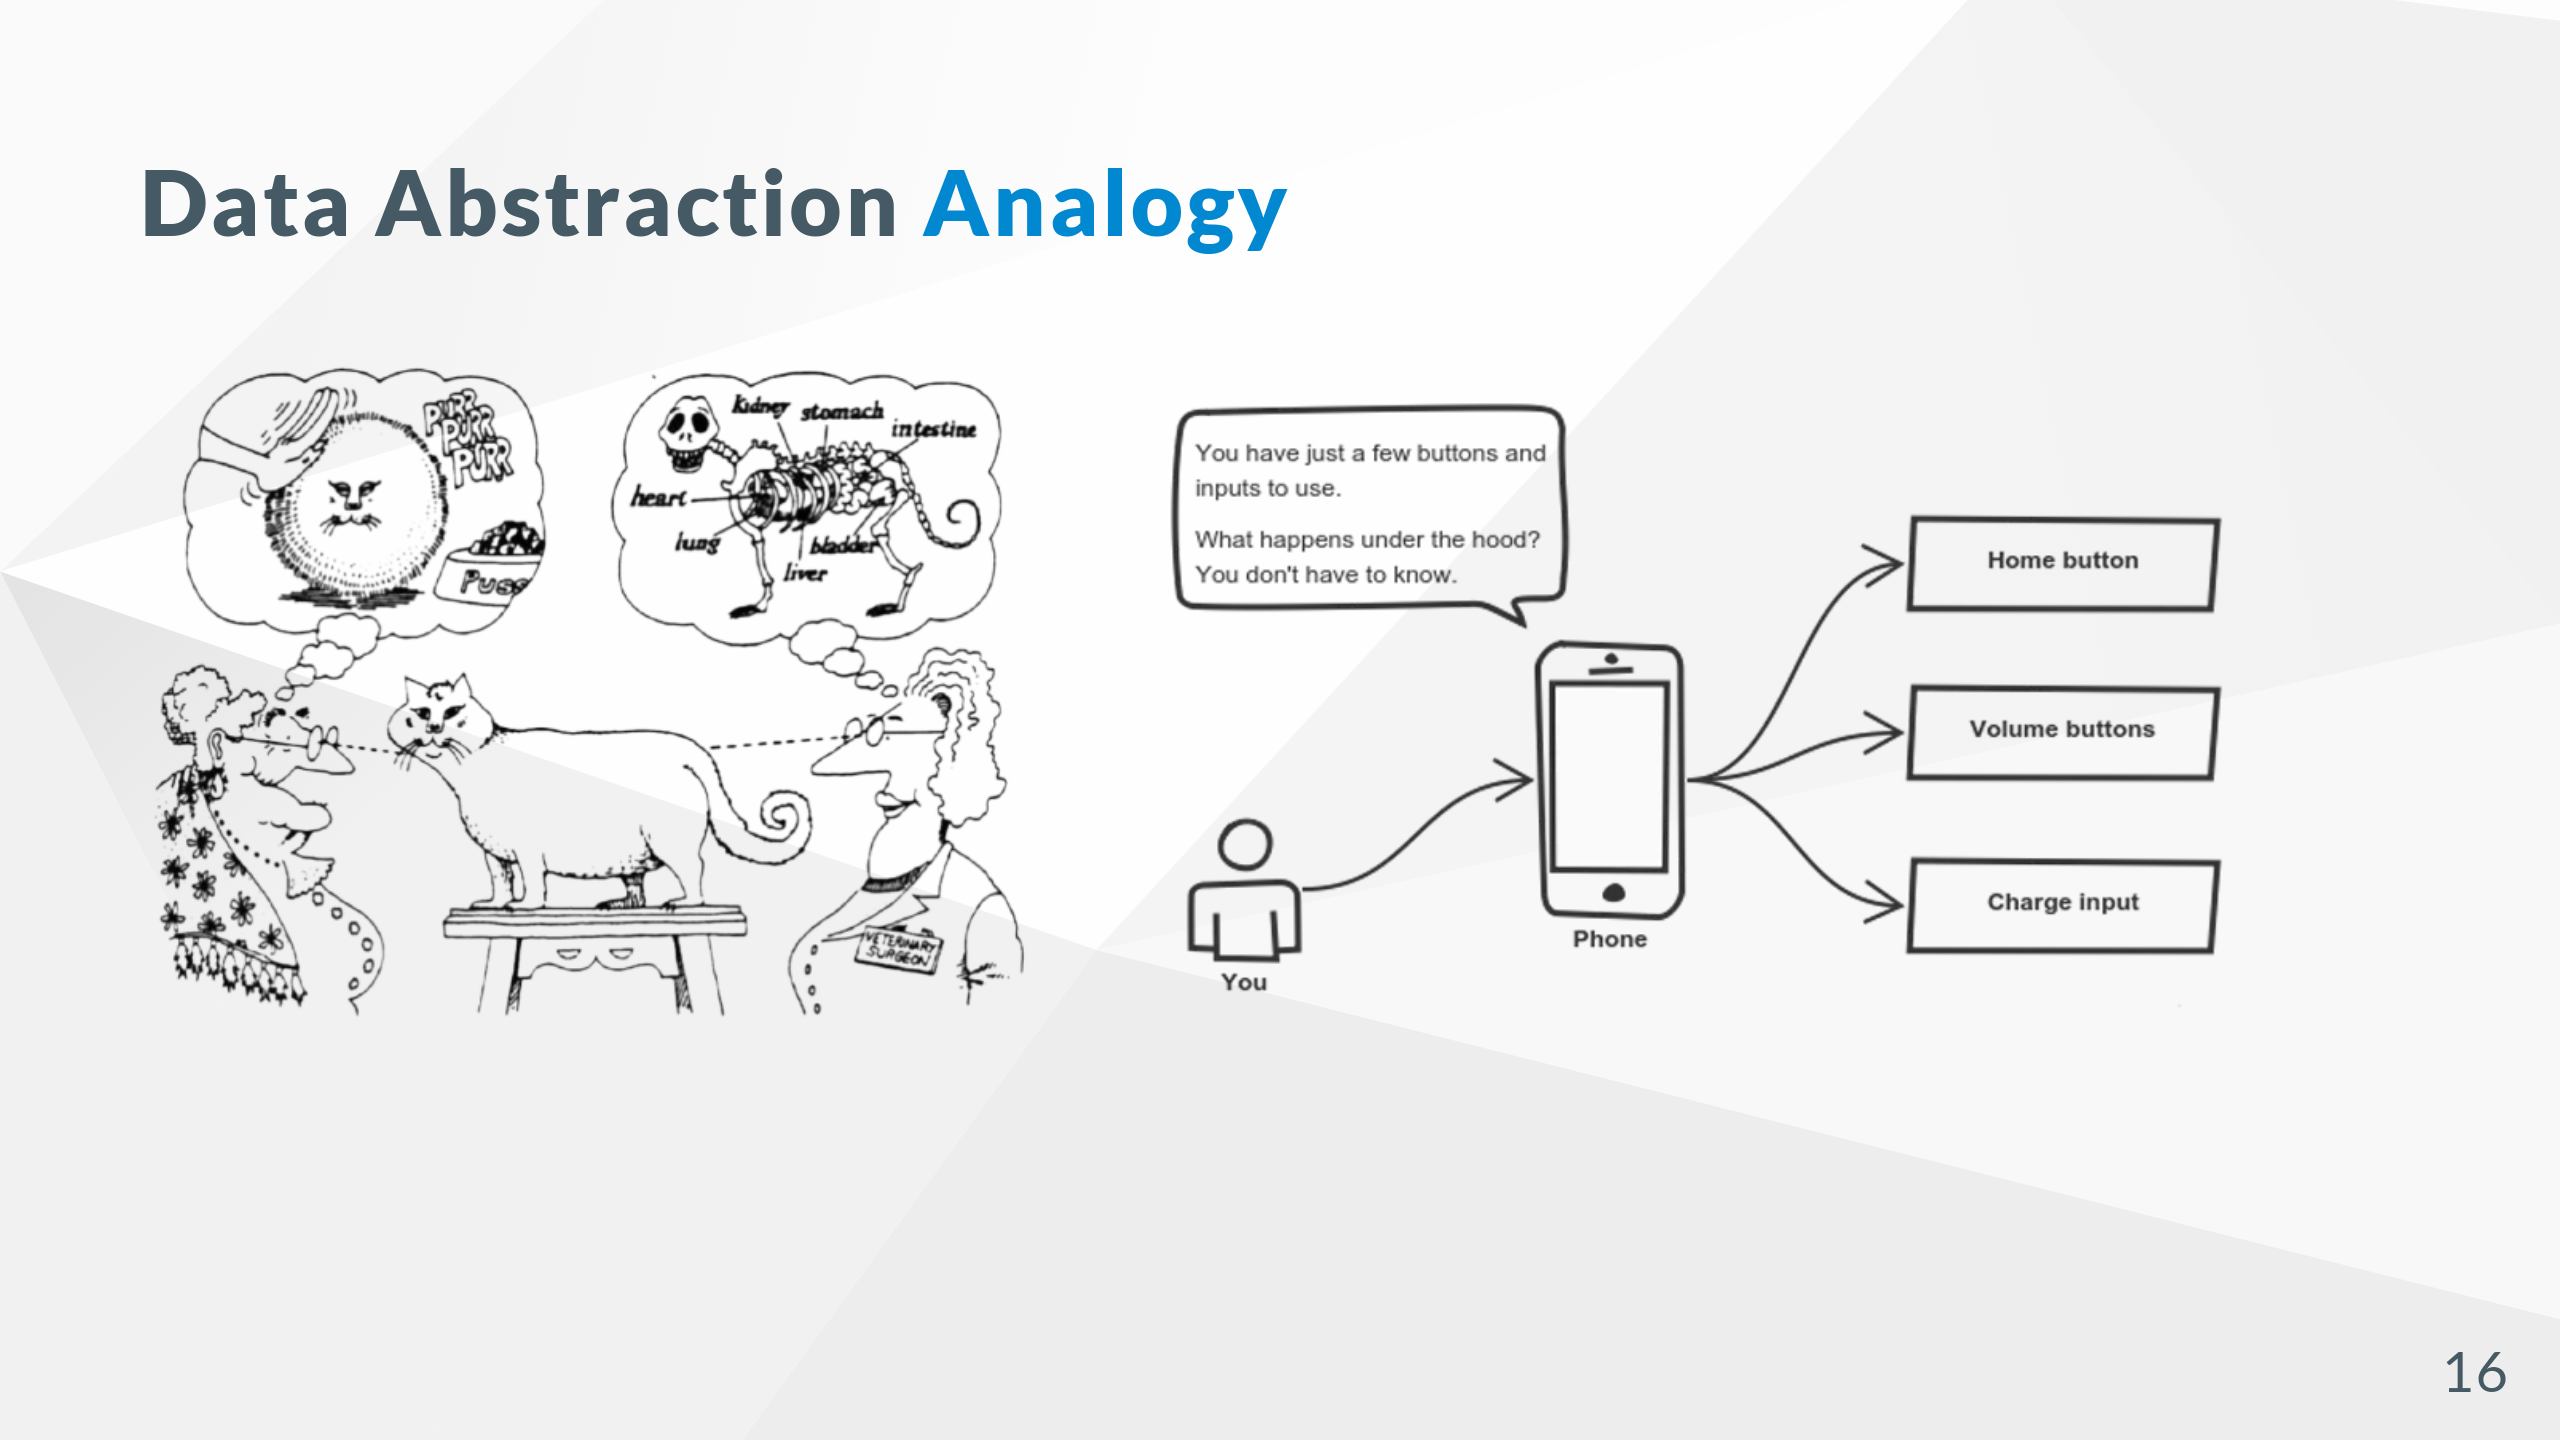 Data Abstraction Analogy
PURR
PURR
PURR
PUSS
kidney
stomach
intestine
heart
lung
bladder
liver
VETERINARY
SURGEON
You have just a few buttons and
inputs to use.
What happens under the hood?
You don't have to know.
Home button
Volume buttons
Charge input
Phone
You
16